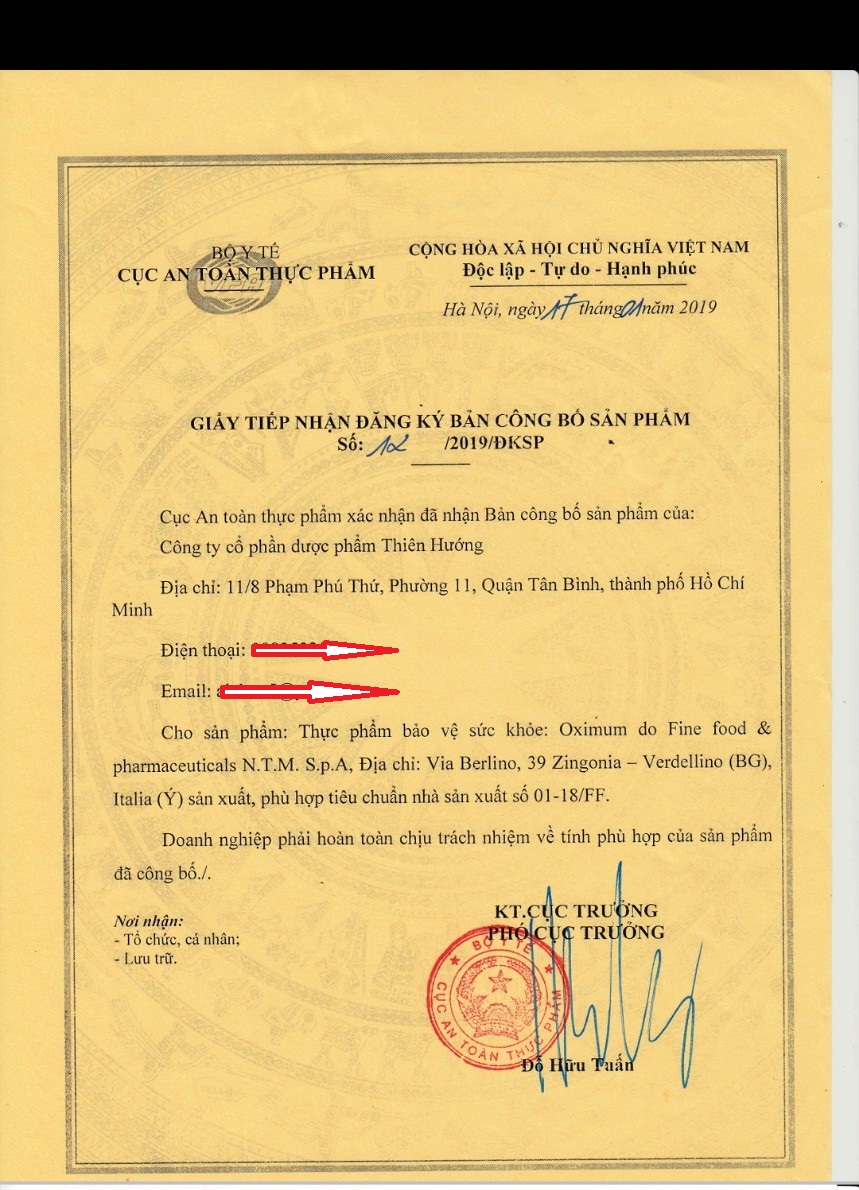 BỘ Y TẾ
CỤC AN TOÀN THỰC PHẨM
CỘNG HÒA XÃ HỘI CHỦ NGHĨA VIỆT NAM
Độc lập - Tự do - Hạnh phúc
Hà Nội, ngày 17 tháng 01 năm 2019
GIẤY TIẾP NHẬN ĐĂNG KÝ BẢN CÔNG BỐ SẢN PHẨM
Số: 12 /2019/ĐKSP
Cục An toàn thực phẩm xác nhận đã nhận Bản công bố sản phẩm của:
Công ty cổ phần dược phẩm Thiên Hướng
Địa chỉ: 11/8 Phạm Phú Thứ, Phường 11, Quận Tân Bình, thành phố Hồ Chí
Minh
Điện thoại:
Email:
Cho sản phẩm: Thực phẩm bảo vệ sức khỏe: Oximum do Fine food &
pharmaceuticals N.T.M. S.p.A, Địa chỉ: Via Berlino, 39 Zingonia – Verdellino (BG),
Italia (Ý) sản xuất, phù hợp tiêu chuẩn nhà sản xuất số 01-18/FF.
Doanh nghiệp phải hoàn toàn chịu trách nhiệm về tính phù hợp của sản phẩm
đã công bố./.
Nơi nhận:
- Tổ chức, cá nhân;
- Lưu trữ.
KT.CỤC TRƯỞNG
PHÓ CỤC TRƯỞNG
BỘ Y TẾ
CỤC AN TOÀN THỰC PHẨM
Đỗ Hữu Tuấn